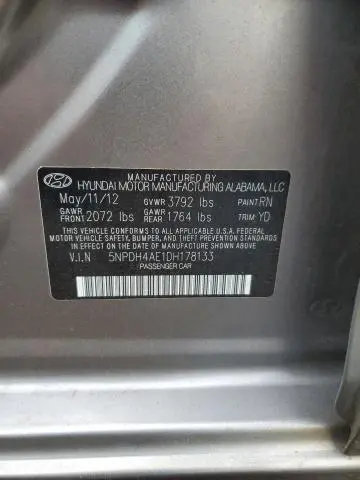 MANUFACTURED BY
HYUNDAI MOTOR MANUFACTURING ALABAMA, LLC
May/11/12 GVWR 3792 lbs PAINT:RN
GAWR FRONT 2072 lbs GAWR REAR 1764 lbs TRIM: YD
THIS VEHICLE CONFORMS TO ALL APPLICABLE U.S.A. FEDERAL
MOTOR VEHICLE SAFETY, BUMPER, AND THEFT PREVENTION
STANDARDS IN EFFECT ON THE DATE OF MANUFACTURE
SHOWN ABOVE.
V.I.N 5NPDH4AE1DH178133
PASSENGER CAR